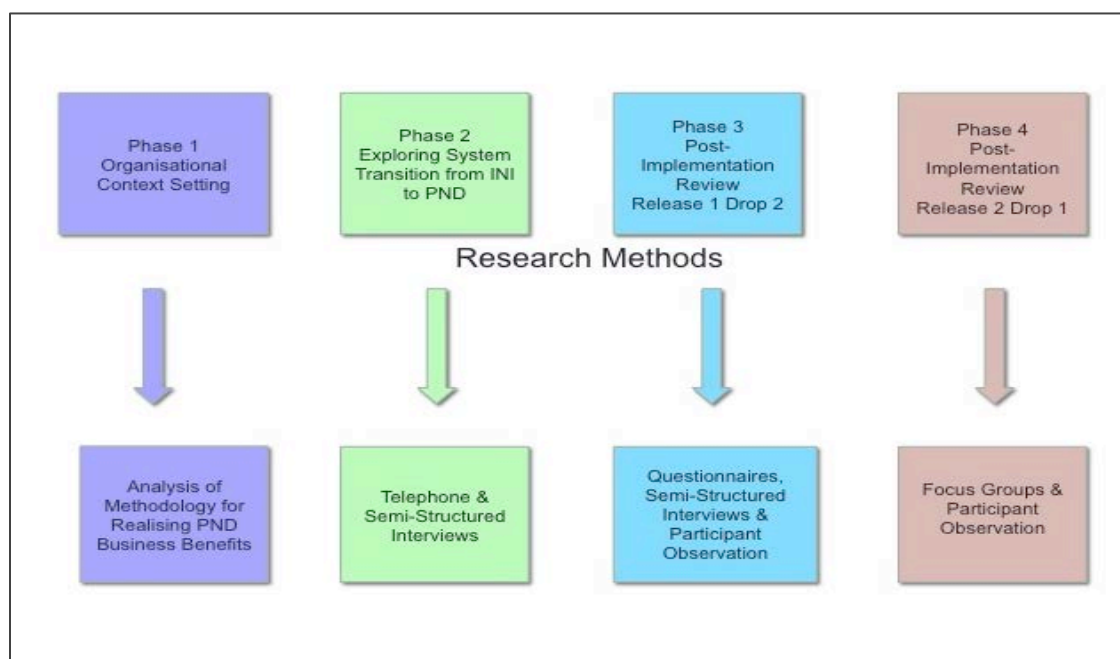 Phase 1
Organisational
Context Setting
Phase 2
Exploring System
Transition from INI
to PND
Phase 3
Post-
Implementation
Review
Release 1 Drop 2
Phase 4
Post-
Implementation
Review
Release 2 Drop 1
Research Methods
Analysis of
Methodology for
Realising PND
Business Benefits
Telephone &
Semi-Structured
Interviews
Questionnaires,
Semi-Structured
Interviews &
Participant
Observation
Focus Groups &
Participant
Observation